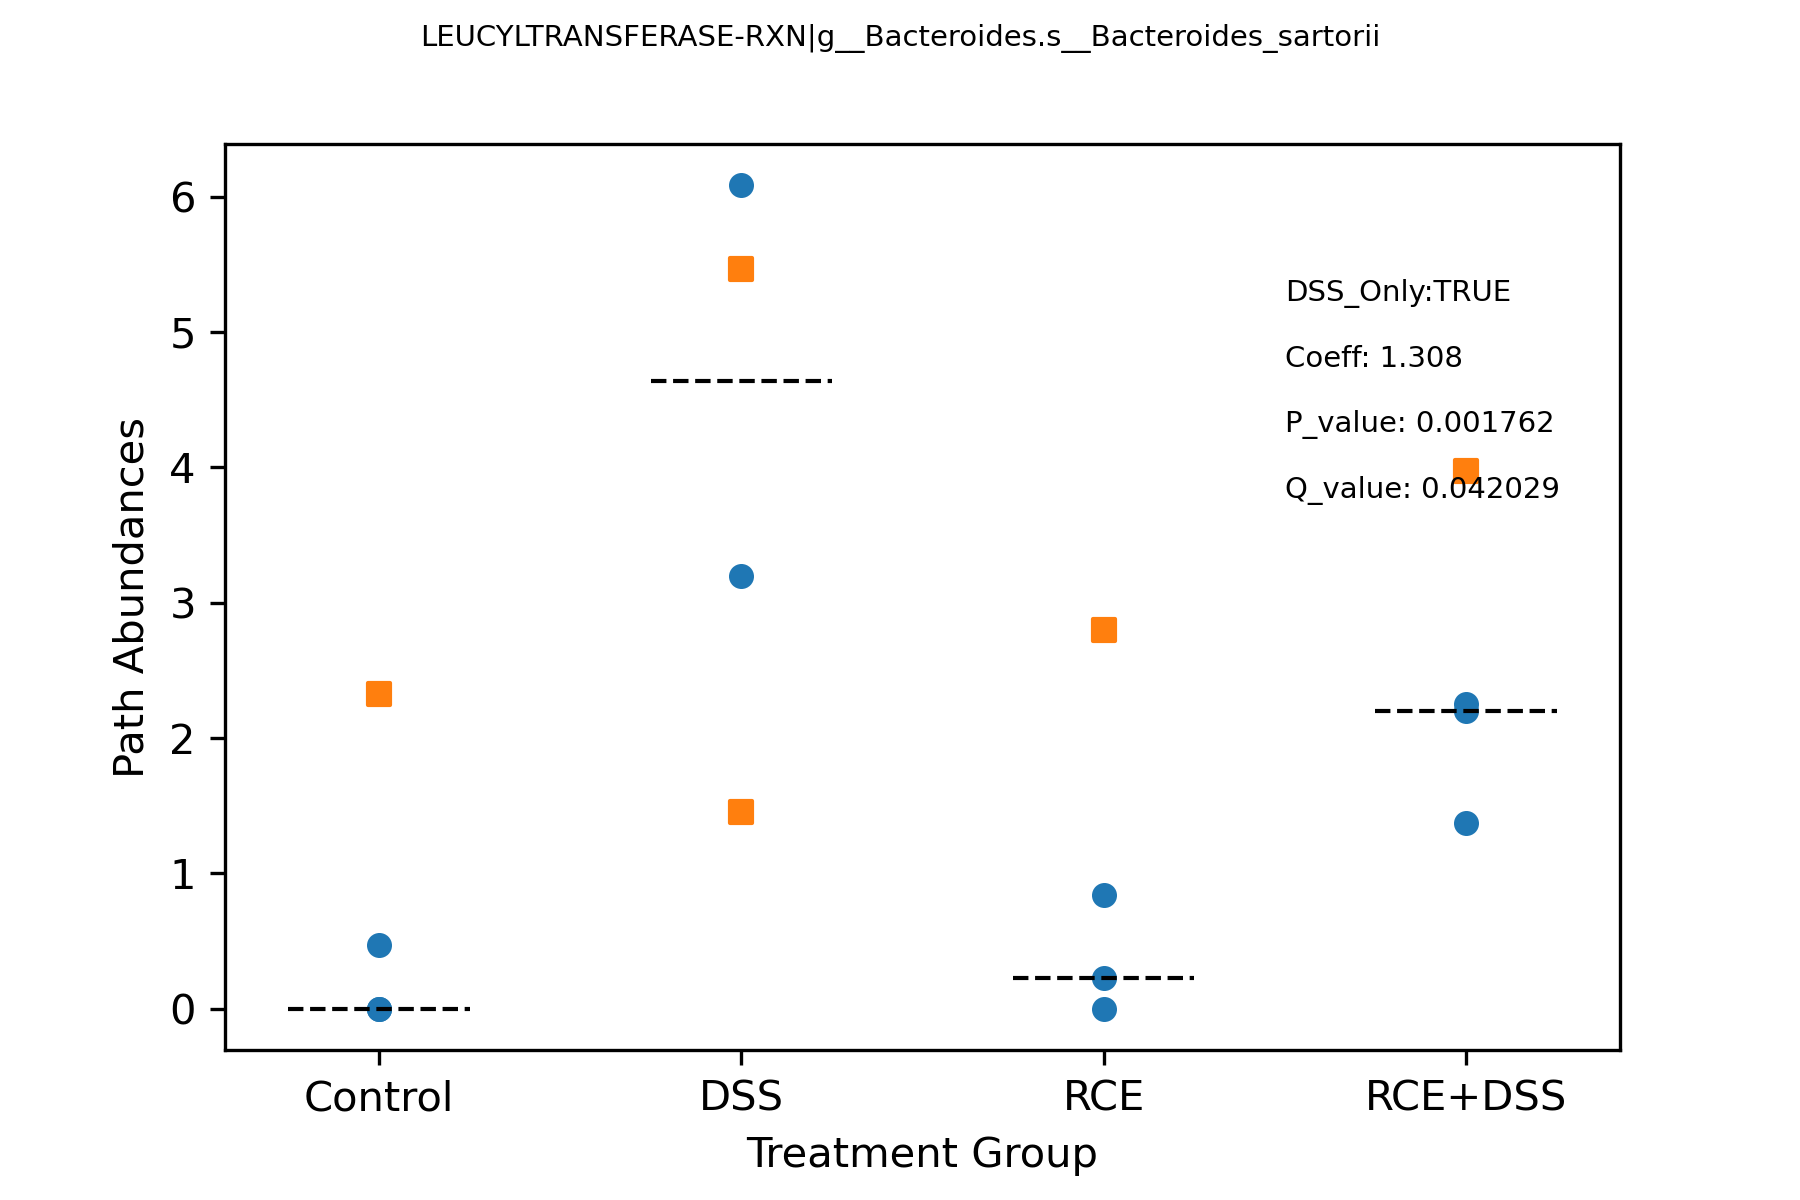 LEUCYLTRANSFERASE-RXN|g__Bacteroides.s__Bacteroides_sartorii
6
5
4
3
2
1
0
Path Abundances
DSS_Only:TRUE
Coeff: 1.308
P_value: 0.001762
Q_value: 0.042029
Control DSS RCE RCE+DSS
Treatment Group